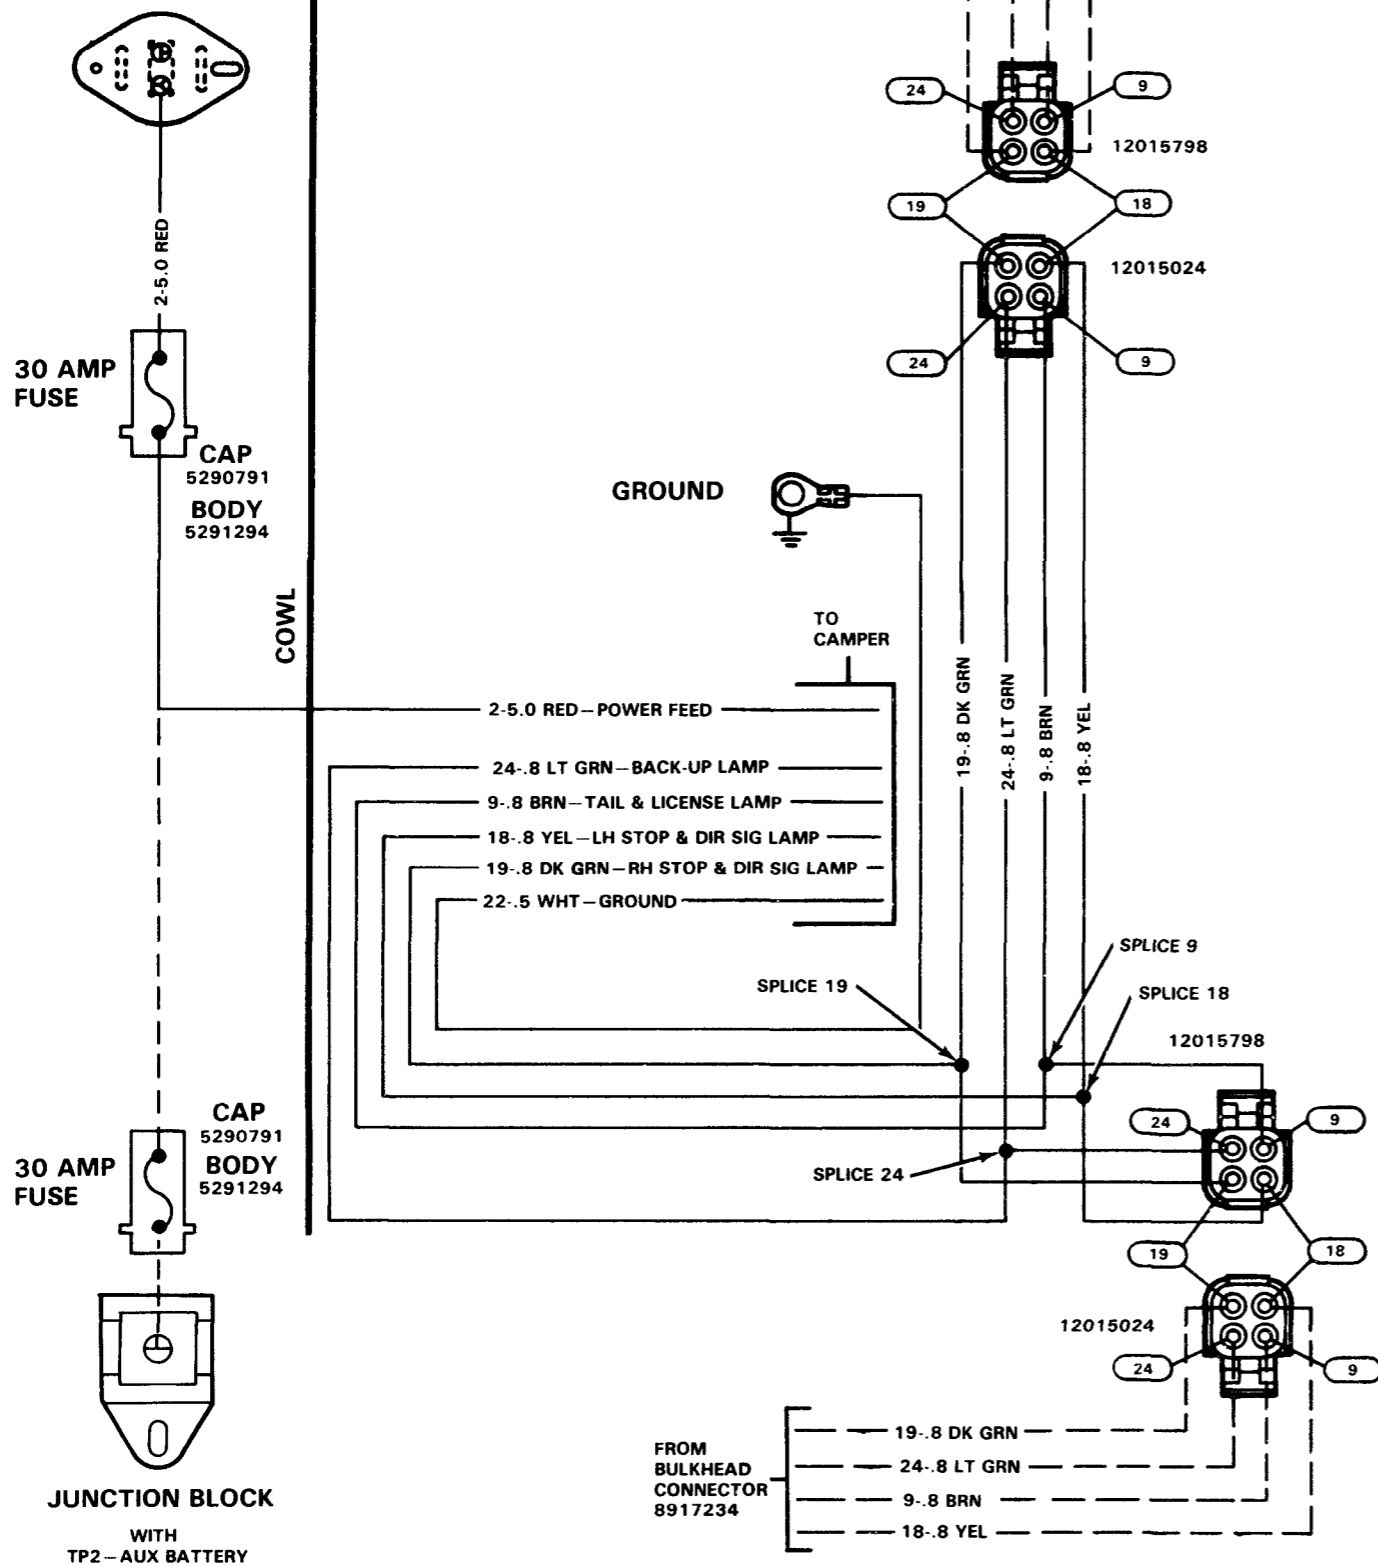 24
9
12015798
19
18
12015024
24
9
2-5.0 RED
30 AMP
FUSE
CAP
5290791
BODY
5291294
GROUND
COWL
TO
CAMPER
2-5.0 RED–POWER FEED
24-.8 LT GRN–BACK-UP LAMP
9-.8 BRN–TAIL & LICENSE LAMP
18-.8 YEL–LH STOP & DIR SIG LAMP
19-.8 DK GRN–RH STOP & DIR SIG LAMP
22-.5 WHT–GROUND
19-.8 DK GRN
24-.8 LT GRN
9-.8 BRN
18-.8 YEL
SPLICE 9
SPLICE 19
SPLICE 18
12015798
24
9
SPLICE 24
19
18
12015024
24
9
CAP
5290791
BODY
5291294
30 AMP
FUSE
JUNCTION BLOCK
WITH
TP2–AUX BATTERY
FROM
BULKHEAD
CONNECTOR
8917234
19-.8 DK GRN
24-.8 LT GRN
9-.8 BRN
18-.8 YEL